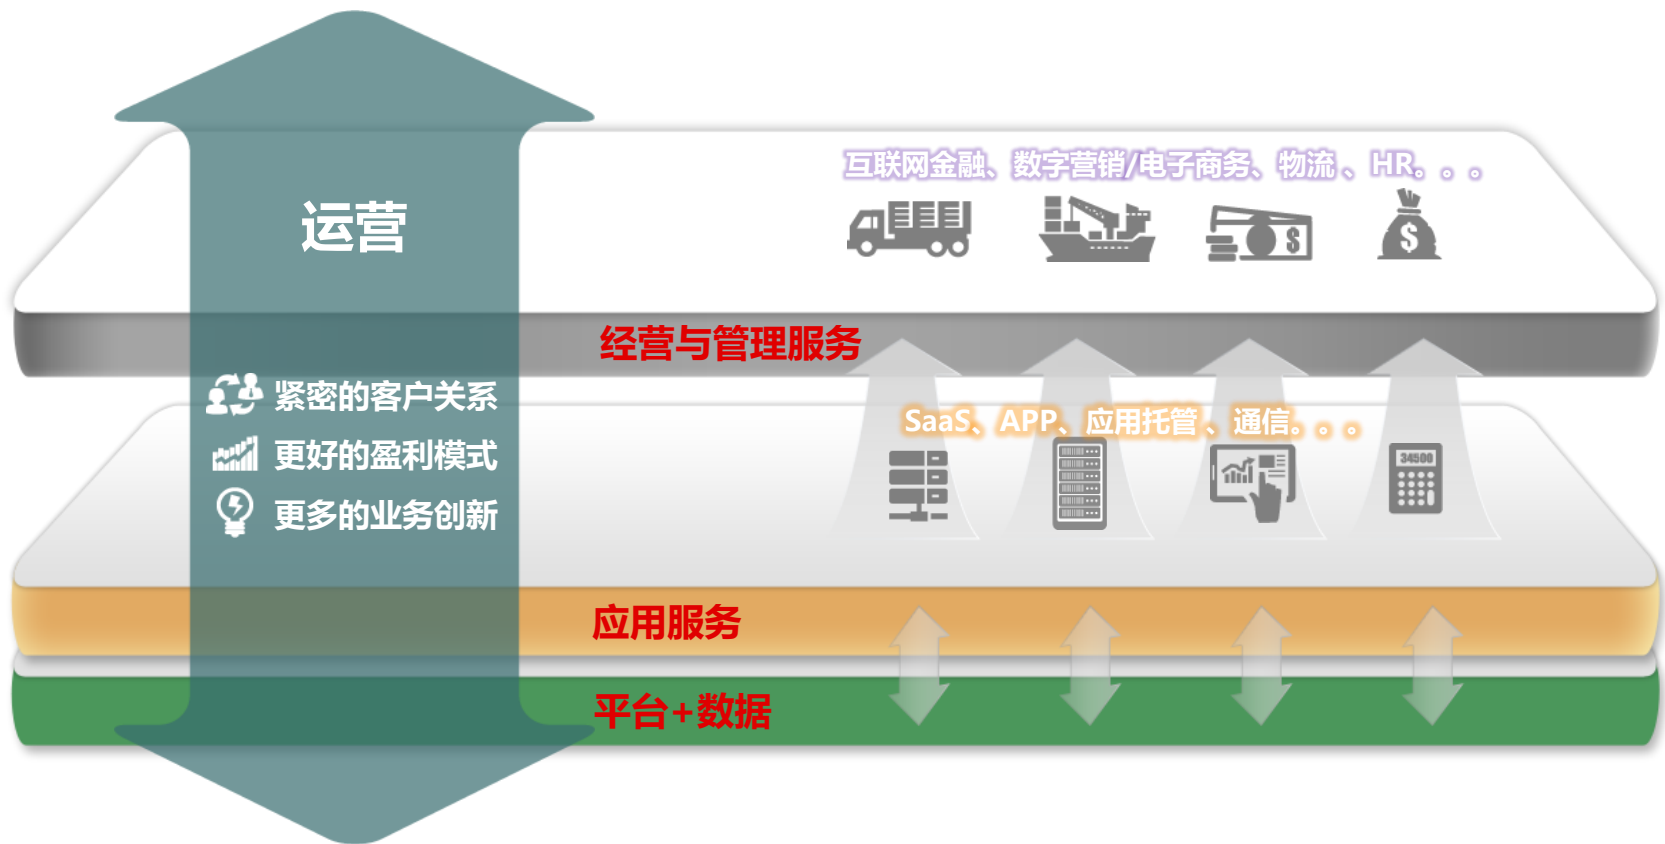 互联网金融、数字营销/电子商务、物流 、HR。。。
运营
$
$
经营与管理服务
紧密的客户关系
更好的盈利模式
更多的业务创新
SaaS、APP、应用托管 、通信。。。
34500
应用服务
平台+数据